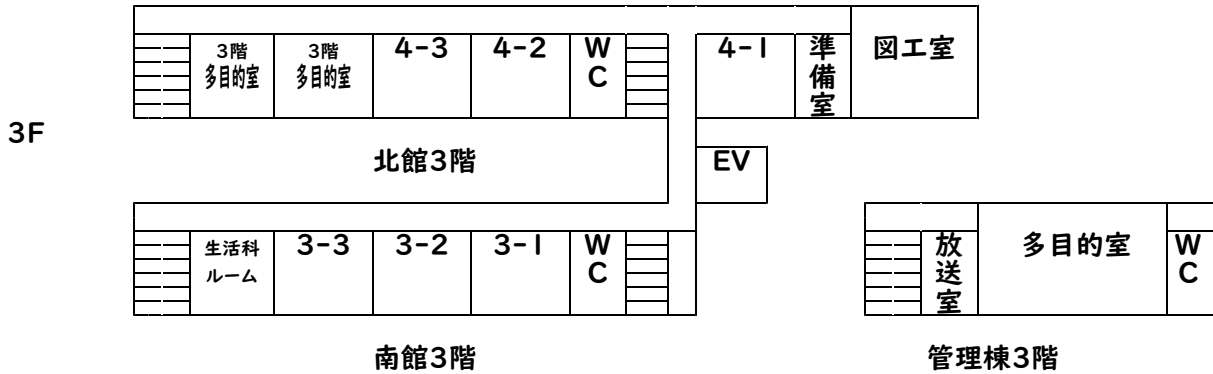 3階
多目的室
3階
多目的室
4-3
4-2
WC
4-1
準備室
図工室
3F
北館3階
EV
生活科
ルーム
3-3
3-2
3-1
WC
放送室
多目的室
WC
南館3階
管理棟3階